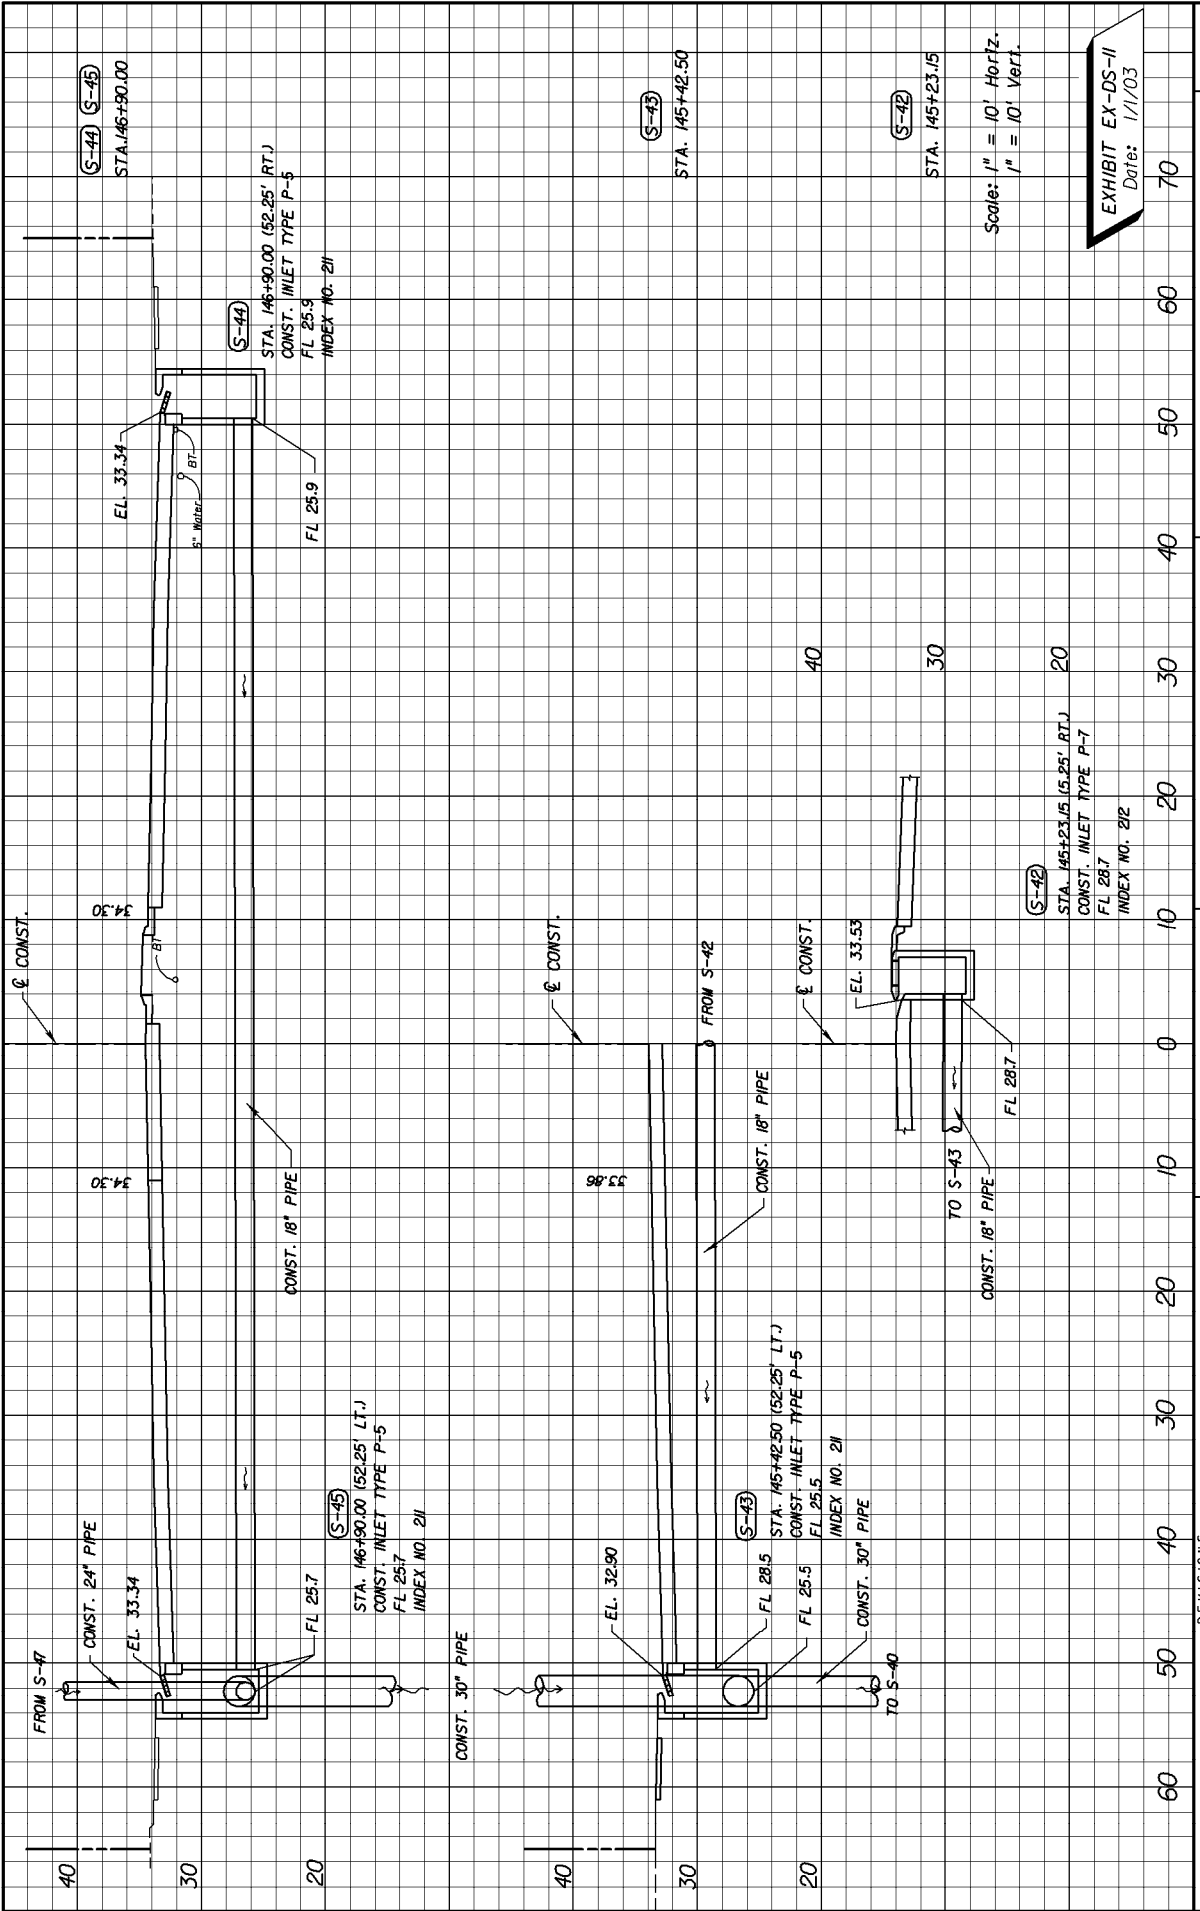 S-44 S-45
STA.146+90.00
FROM S-47
CONST. 24" PIPE
EL. 33.34
34.30
℄ CONST.
34.30
BT
EL. 33.34
6" Water
BT
FL 25.9
S-44
STA. 146+90.00 (52.25' RT.)
CONST. INLET TYPE P-5
FL 25.9
INDEX NO. 211
CONST. 18" PIPE
FL 25.7
S-45
STA. 146+90.00 (52.25' LT.)
CONST. INLET TYPE P-5
FL 25.7
INDEX NO. 211
40
30
20
CONST. 30" PIPE
S-43
STA. 145+42.50
℄ CONST.
33.86
EL. 32.90
FROM S-42
CONST. 18" PIPE
FL 28.5
FL 25.5
S-43
STA. 145+42.50 (52.25' LT.)
CONST. INLET TYPE P-5
FL 25.5
INDEX NO. 211
CONST. 30" PIPE
TO S-40
40
30
20
S-42
STA. 145+23.15
℄ CONST.
EL. 33.53
TO S-43
CONST. 18" PIPE
FL 28.7
S-42
STA. 145+23.15 (5.25' RT.)
CONST. INLET TYPE P-7
FL 28.7
INDEX NO. 212
40
30
20
Scale: 1" = 10' Horiz.
1" = 10' Vert.
EXHIBIT EX-DS-11
Date: 1/1/03
60 50 40 30 20 10 0 10 20 30 40 50 60 70